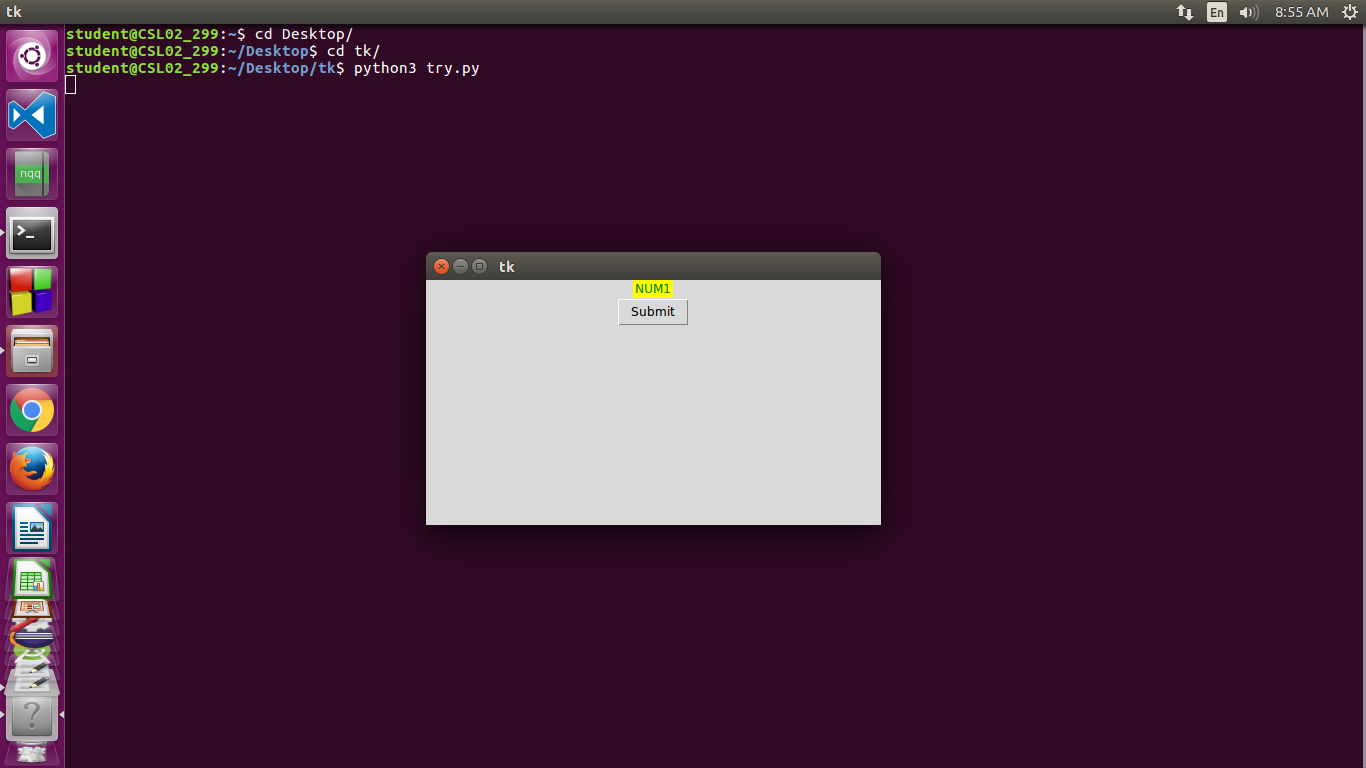 tk
En
8:55 AM
student@CSL02_299:~$ cd Desktop/
student@CSL02_299:~/Desktop$ cd tk/
student@CSL02_299:~/Desktop/tk$ python3 try.py
nqq
>_
tk
NUM1
Submit
?